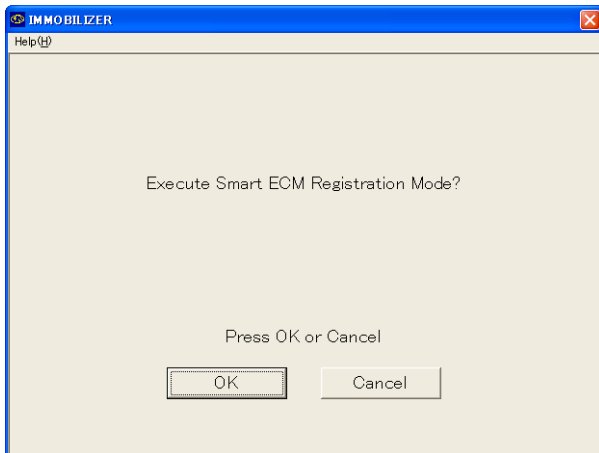 IMMOBILIZER
Help(H)
Execute Smart ECM Registration Mode?
Press OK or Cancel
OK Cancel